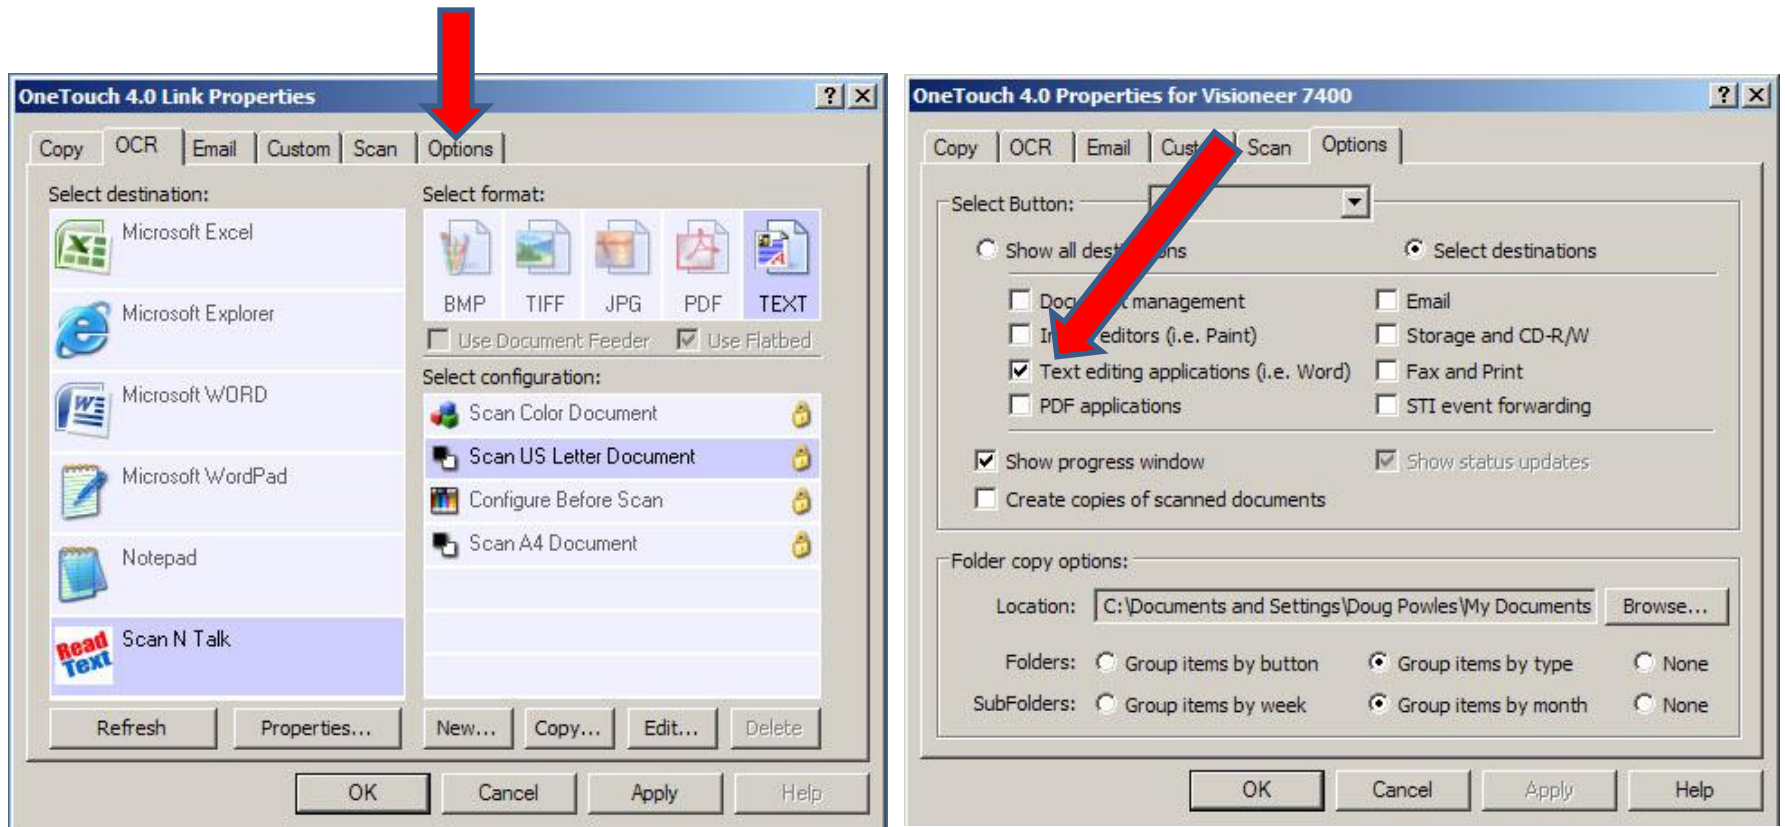 OneTouch 4.0 Link Properties
Copy OCR Email Custom Scan Options
Select destination:
Microsoft Excel
Microsoft Explorer
Microsoft WORD
Microsoft WordPad
Notepad
Read Text
Scan N Talk
Refresh Properties...
Select format:
BMP TIFF JPG PDF TEXT
Use Document Feeder Use Flatbed
Select configuration:
Scan Color Document
Scan US Letter Document
Configure Before Scan
Scan A4 Document
New... Copy... Edit... Delete
OK Cancel Apply Help
OneTouch 4.0 Properties for Visioneer 7400
Copy OCR Email Scan Options
Select Button:
Show all Select destinations
management Email
editors (i.e. Paint) Storage and CD-R/W
Text editing applications (i.e. Word) Fax and Print
PDF applications STI event forwarding
Show progress window Show status updates
Create copies of scanned documents
Folder copy options:
Location: C:\Documents and Settings\Doug Powles\My Documents Browse...
Folders: Group items by button Group items by type None
SubFolders: Group items by week Group items by month None
OK Cancel Apply Help